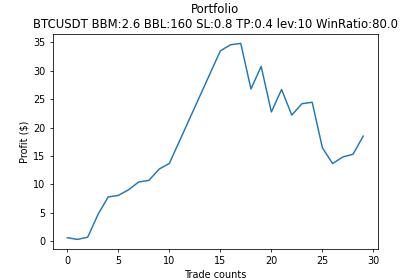 Portfolio
BTCUSDT BBM:2.6 BBL:160 SL:0.8 TP:0.4 lev:10 WinRatio:80.0
35
30
25
20
15
10
5
0
Profit ($)
0 5 10 15 20 25 30
Trade counts